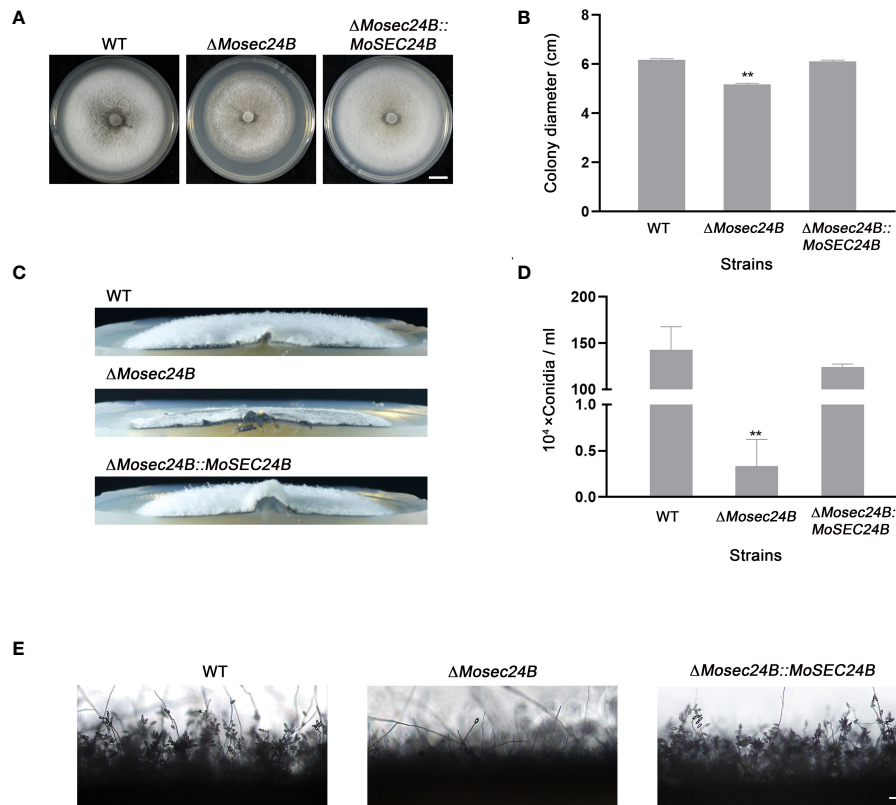 A
WT
ΔMosec24B
ΔMosec24B::
MoSEC24B
B
Colony diameter (cm)
8
6
4
2
0
**
WT
ΔMosec24B
ΔMosec24B::
MoSEC24B
Strains
C
WT
ΔMosec24B
ΔMosec24B::MoSEC24B
D
10⁴ ×Conidia / ml
200
150
100
1.0
0.5
0.0
**
WT
ΔMosec24B
ΔMosec24B::
MoSEC24B
Strains
E
WT
ΔMosec24B
ΔMosec24B::MoSEC24B